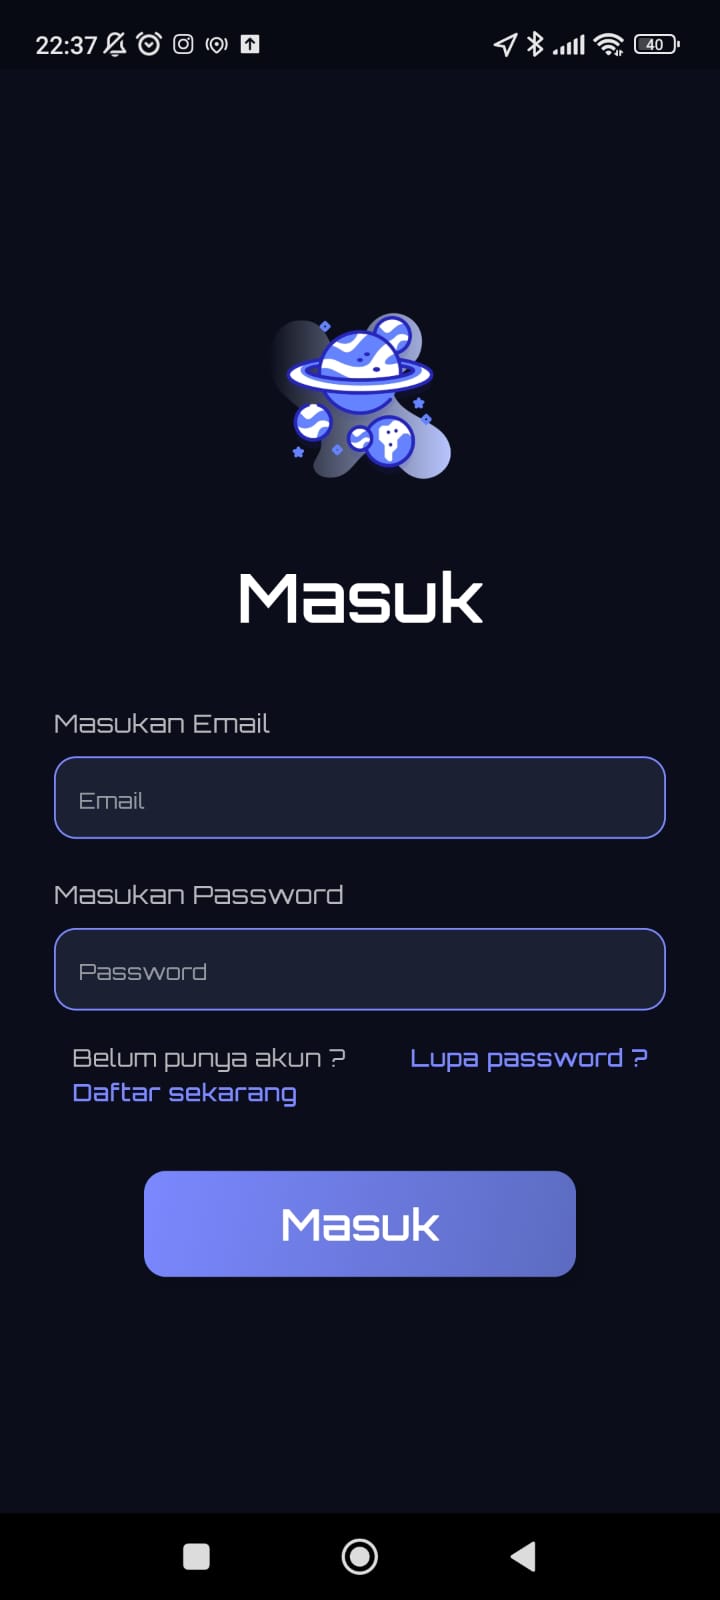 22:37
40
Masuk
Masukan Email
Email
Masukan Password
Password
Belum punya akun ? Lupa password ?
Daftar sekarang
Masuk